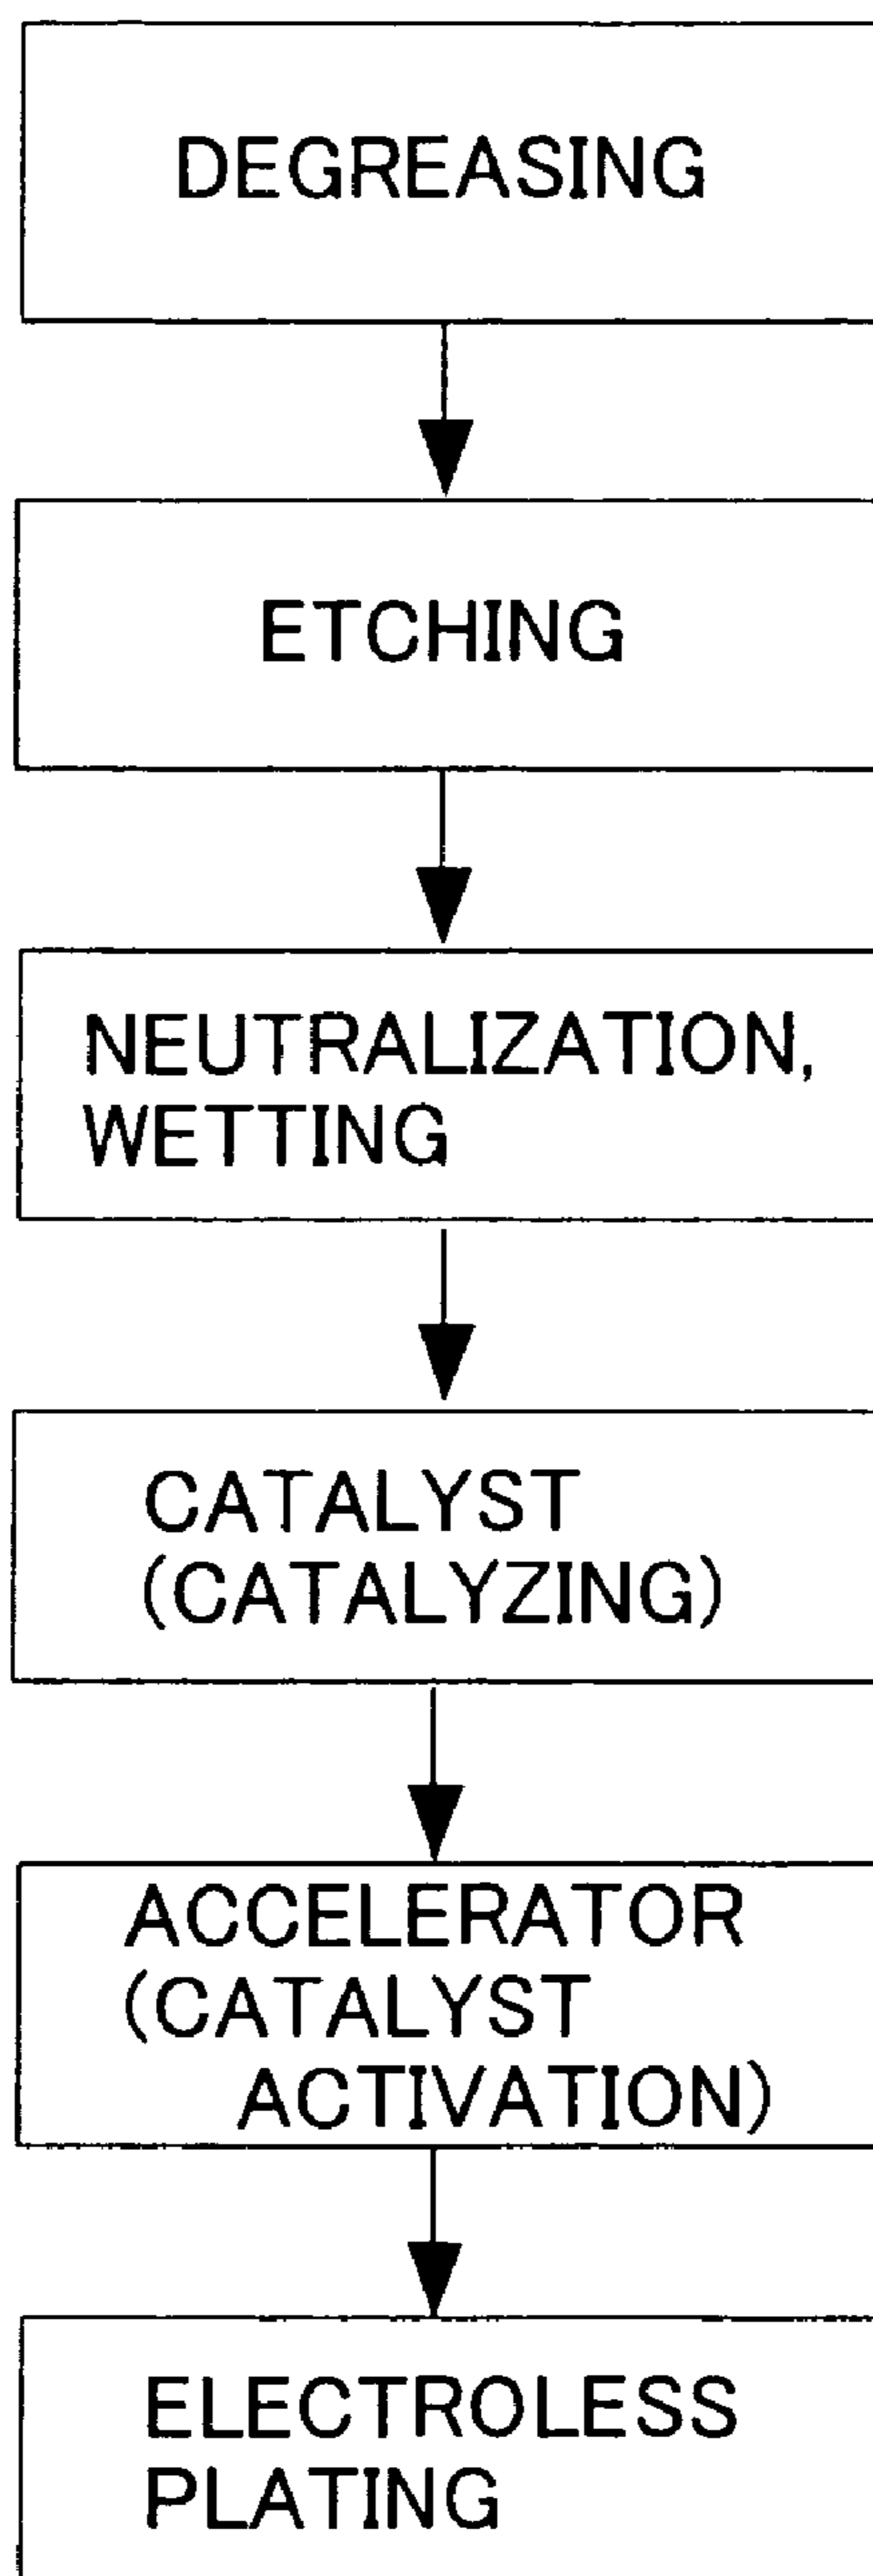 DEGREASING
ETCHING
NEUTRALIZATION,
WETTING
CATALYST
(CATALYZING)
ACCELERATOR
(CATALYST
ACTIVATION)
ELECTROLESS
PLATING